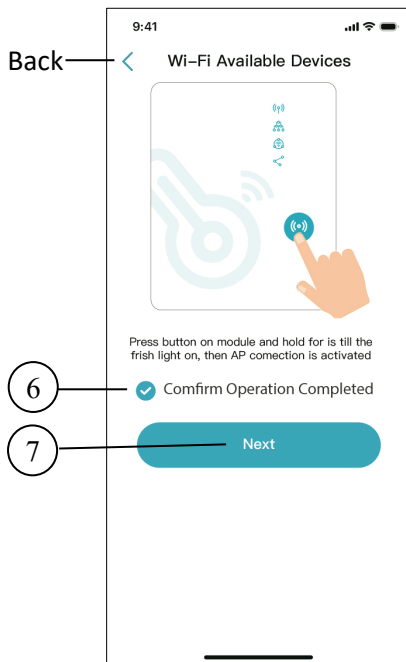 9:41
Back
Wi-Fi Available Devices
Press button on module and hold for is till the
frish light on, then AP comection is activated
6
Comfirm Operation Completed
7
Next